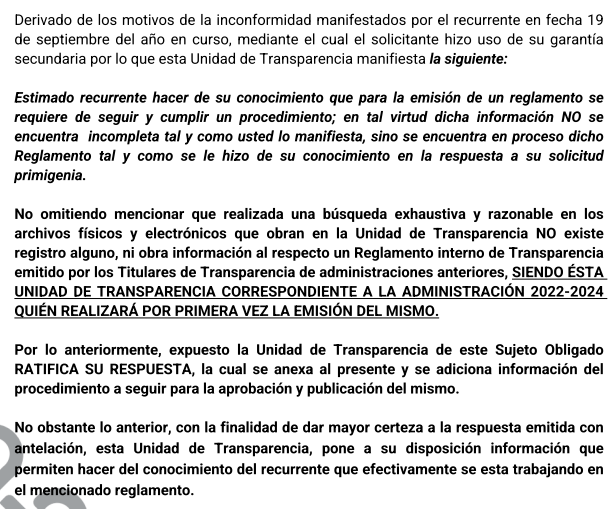 Derivado de los motivos de la inconformidad manifestados por el recurrente en fecha 19
de septiembre del año en curso, mediante el cual el solicitante hizo uso de su garantía
secundaria por lo que esta Unidad de Transparencia manifiesta la siguiente:
Estimado recurrente hacer de su conocimiento que para la emisión de un reglamento se
requiere de seguir y cumplir un procedimiento; en tal virtud dicha información NO se
encuentra incompleta tal y como usted lo manifiesta, sino se encuentra en proceso dicho
Reglamento tal y como se le hizo de su conocimiento en la respuesta a su solicitud
primigenia.
No omitiendo mencionar que realizada una búsqueda exhaustiva y razonable en los
archivos físicos y electrónicos que obran en la Unidad de Transparencia NO existe
registro alguno, ni obra información al respecto un Reglamento interno de Transparencia
emitido por los Titulares de Transparencia de administraciones anteriores, SIENDO ÉSTA
UNIDAD DE TRANSPARENCIA CORRESPONDIENTE A LA ADMINISTRACIÓN 2022-2024
QUIÉN REALIZARÁ POR PRIMERA VEZ LA EMISIÓN DEL MISMO.
Por lo anteriormente, expuesto la Unidad de Transparencia de este Sujeto Obligado
RATIFICA SU RESPUESTA, la cual se anexa al presente y se adiciona información del
procedimiento a seguir para la aprobación y publicación del mismo.
No obstante lo anterior, con la finalidad de dar mayor certeza a la respuesta emitida con
antelación, esta Unidad de Transparencia, pone a su disposición información que
permiten hacer del conocimiento del recurrente que efectivamente se esta trabajando en
el mencionado reglamento.